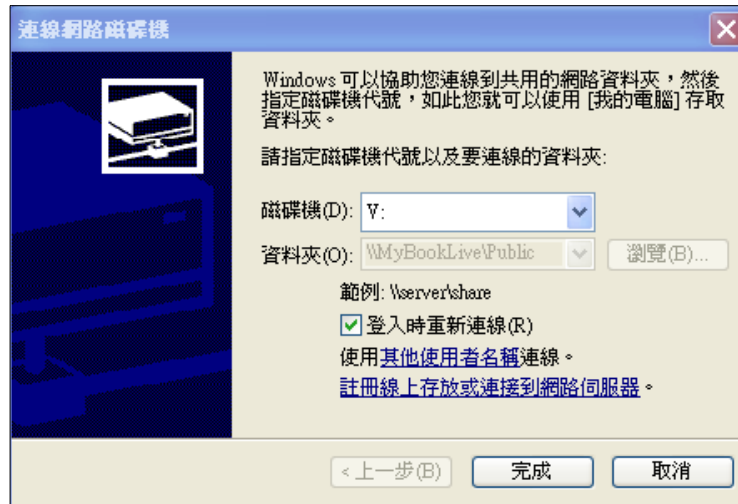 連線網路磁碟機
Windows 可以協助您連線到共用的網路資料夾，然後
指定磁碟機代號，如此您就可以使用 [我的電腦] 存取
資料夾。
請指定磁碟機代號以及要連線的資料夾:
磁碟機(D): V:
資料夾(O): \\MyBookLive\Public 瀏覽(B)...
範例: \\server\share
登入時重新連線(R)
使用其他使用者名稱連線。
註冊線上存放或連接到網路伺服器。
< 上一步(B) 完成 取消